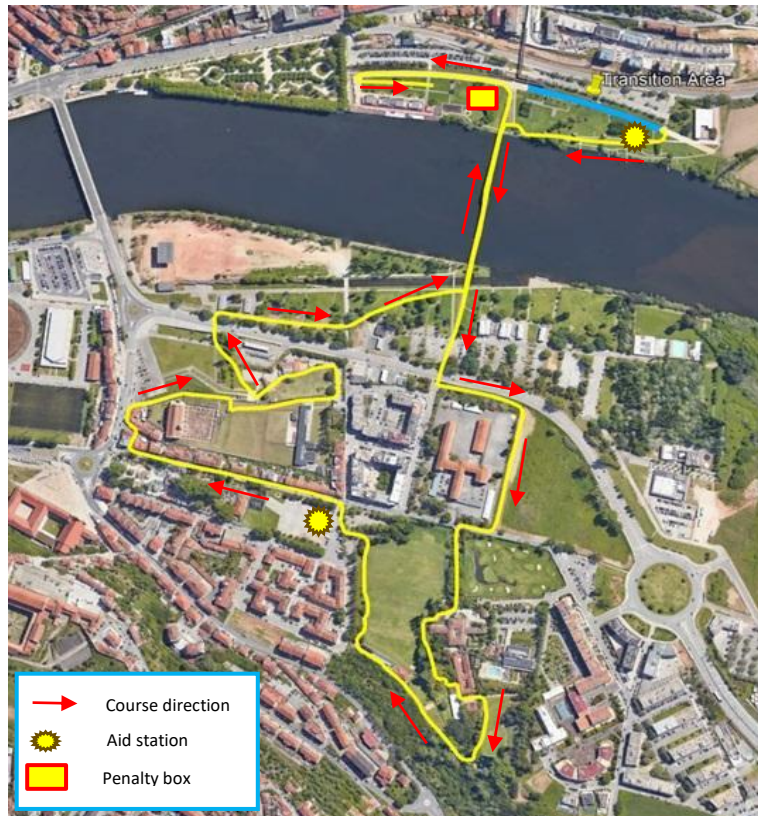 Transition Area
Course direction
Aid station
Penalty box